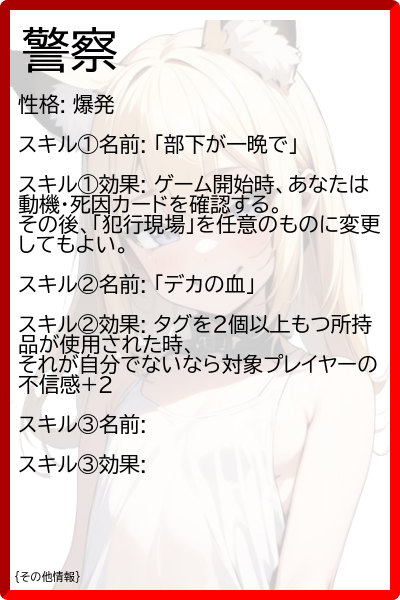 警察
性格: 爆発
スキル①名前: 「部下が一晩で」
スキル①効果: ゲーム開始時、あなたは
動機・死因カードを確認する。
その後、「犯行現場」を任意のものに変更
してもよい。
スキル②名前: 「デカの血」
スキル②効果: タグを2個以上もつ所持
品が使用された時、
それが自分でないなら対象プレイヤーの
不信感+2
スキル③名前:
スキル③効果:
{その他情報}